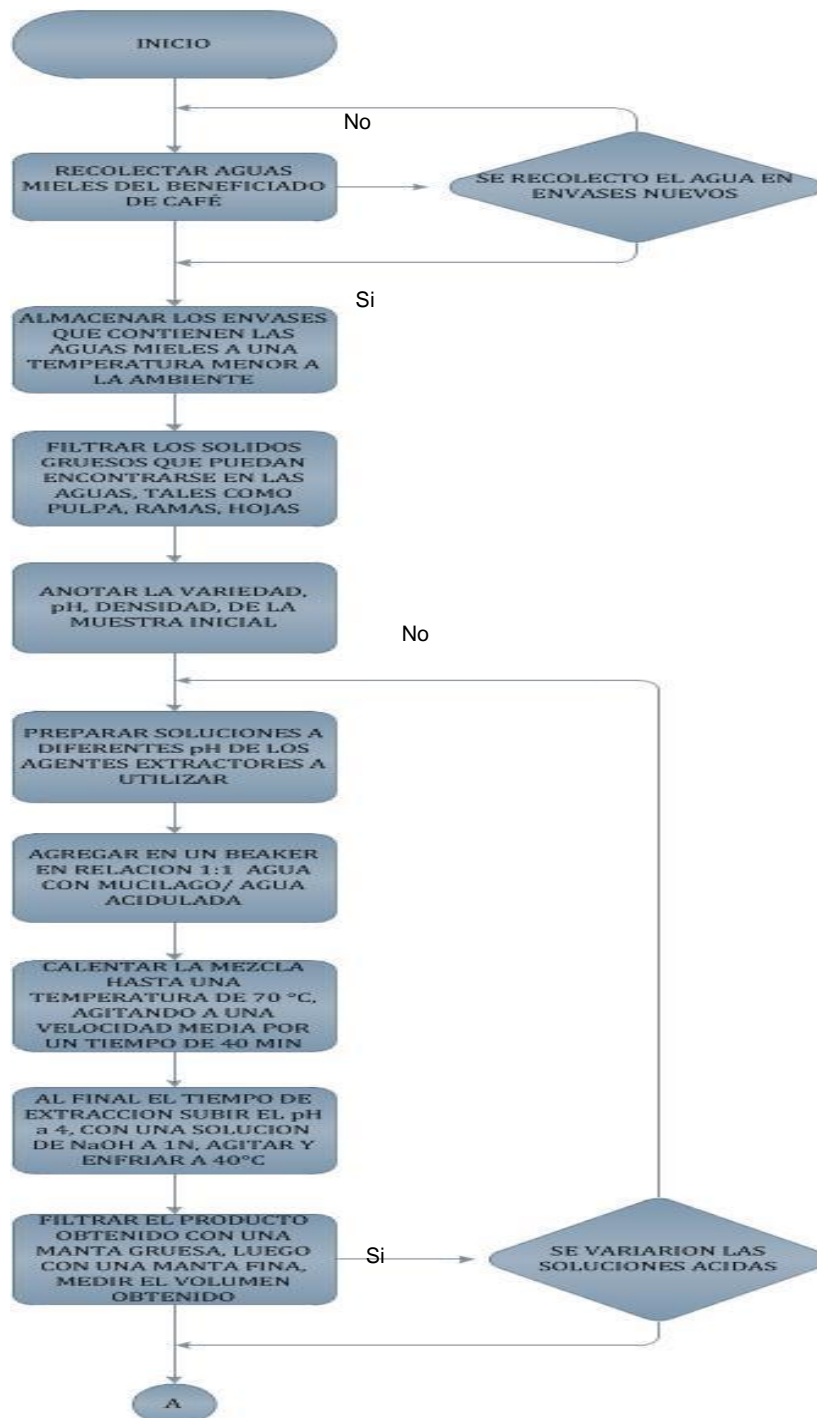 INICIO
No
RECOLECTAR AGUAS
MIELES DEL BENEFICIADO
DE CAFÉ
SE RECOLECTO EL AGUA EN
ENVASES NUEVOS
Si
ALMACENAR LOS ENVASES
QUE CONTIENEN LAS
AGUAS MIELES A UNA
TEMPERATURA MENOR A
LA AMBIENTE
FILTRAR LOS SOLIDOS
GRUESOS QUE PUEDAN
ENCONTRARSE EN LAS
AGUAS, TALES COMO
PULPA, RAMAS, HOJAS
ANOTAR LA VARIEDAD,
pH, DENSIDAD, DE LA
MUESTRA INICIAL
No
PREPARAR SOLUCIONES A
DIFERENTES pH DE LOS
AGENTES EXTRACTORES A
UTILIZAR
AGREGAR EN UN BEAKER
EN RELACION 1:1 AGUA
CON MUCILAGO/ AGUA
ACIDULADA
CALENTAR LA MEZCLA
HASTA UNA
TEMPERATURA DE 70 °C,
AGITANDO A UNA
VELOCIDAD MEDIA POR
UN TIEMPO DE 40 MIN
AL FINAL EL TIEMPO DE
EXTRACCION SUBIR EL pH
a 4, CON UNA SOLUCION
DE NaOH A 1N, AGITAR Y
ENFRIAR A 40°C
FILTRAR EL PRODUCTO
OBTENIDO CON UNA
MANTA GRUESA, LUEGO
CON UNA MANTA FINA,
MEDIR EL VOLUMEN
OBTENIDO
Si
SE VARIARION LAS
SOLUCIONES ACIDAS
A